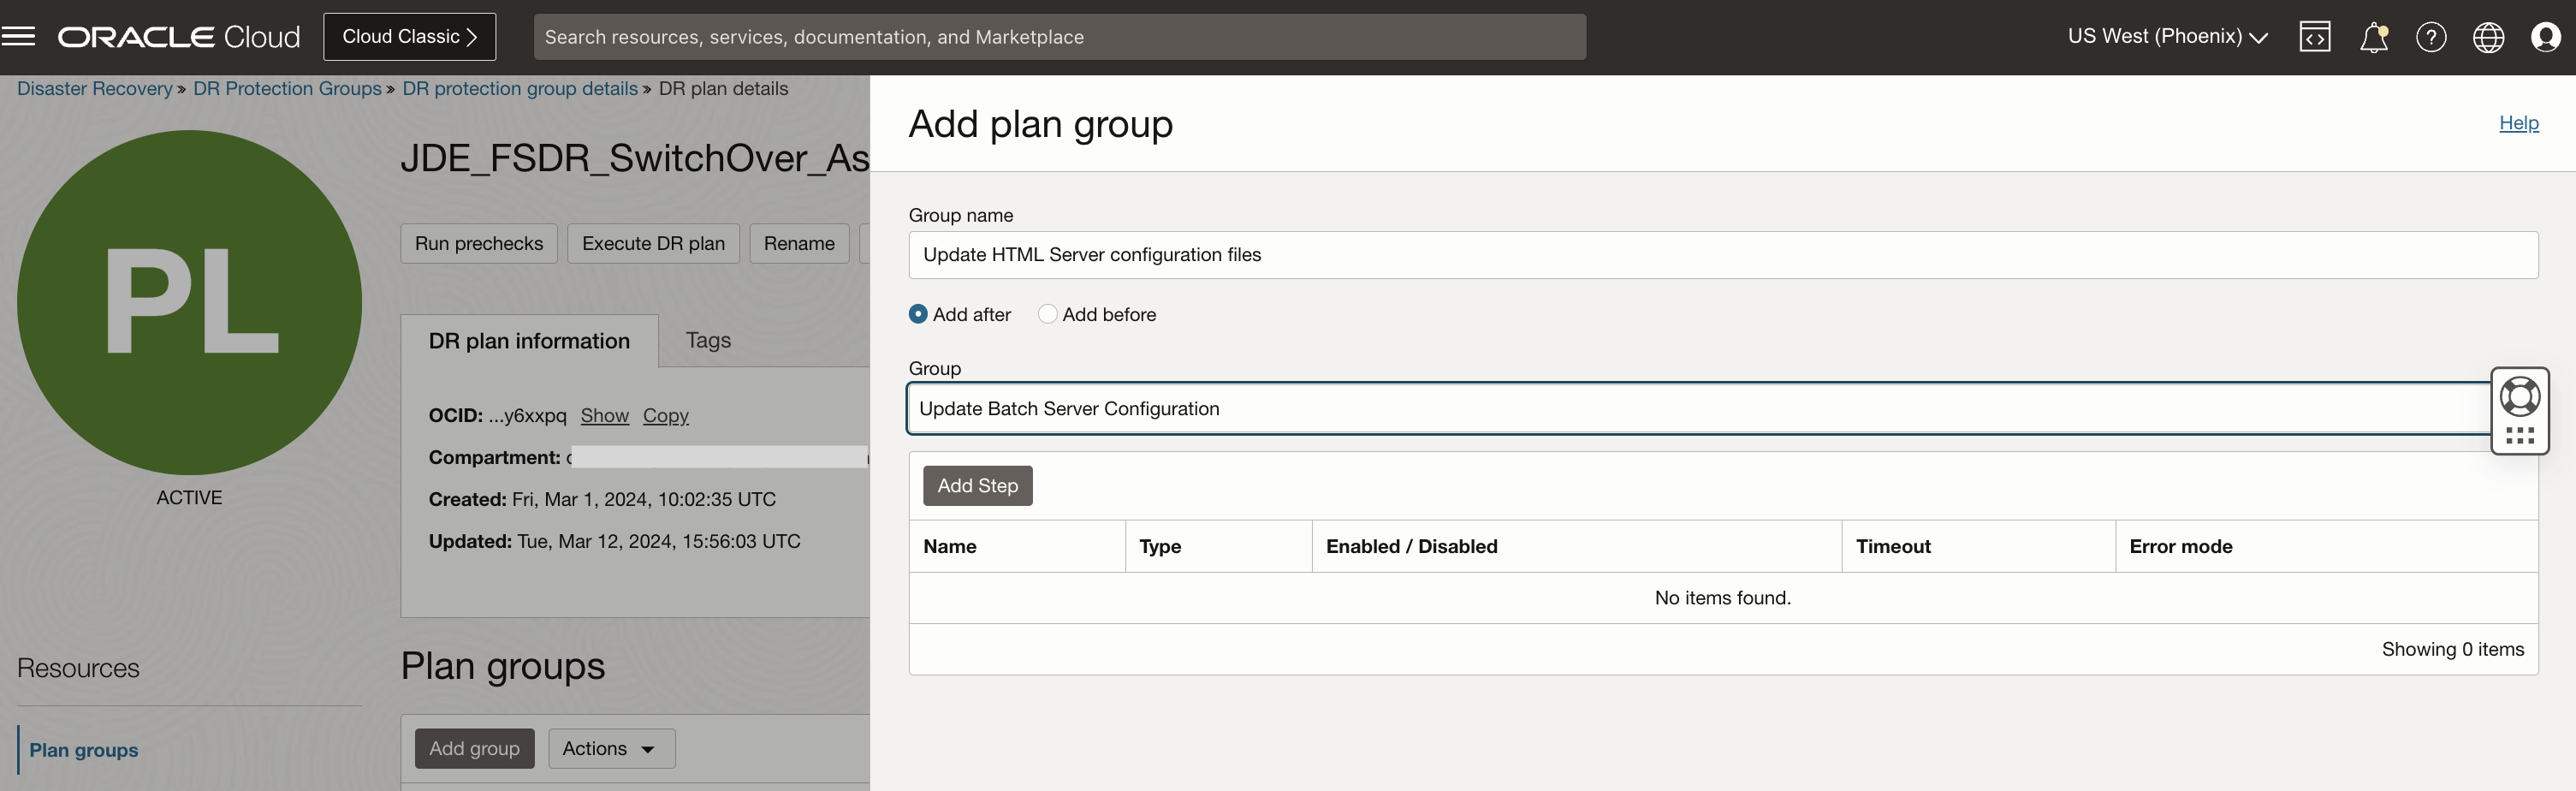 ORACLE Cloud
Cloud Classic
Search resources, services, documentation, and Marketplace
US West (Phoenix)
Disaster Recovery » DR Protection Groups » DR protection group details » DR plan details
PL
ACTIVE
JDE_FSDR_SwitchOver_As
Run prechecks
Execute DR plan
Rename
DR plan information
Tags
OCID: ...y6xxpq Show Copy
Compartment:
Created: Fri, Mar 1, 2024, 10:02:35 UTC
Updated: Tue, Mar 12, 2024, 15:56:03 UTC
Resources
Plan groups
Plan groups
Add group
Actions
Add plan group
Help
Group name
Update HTML Server configuration files
Add after
Add before
Group
Update Batch Server Configuration
Add Step
Name
Type
Enabled / Disabled
Timeout
Error mode
No items found.
Showing 0 items